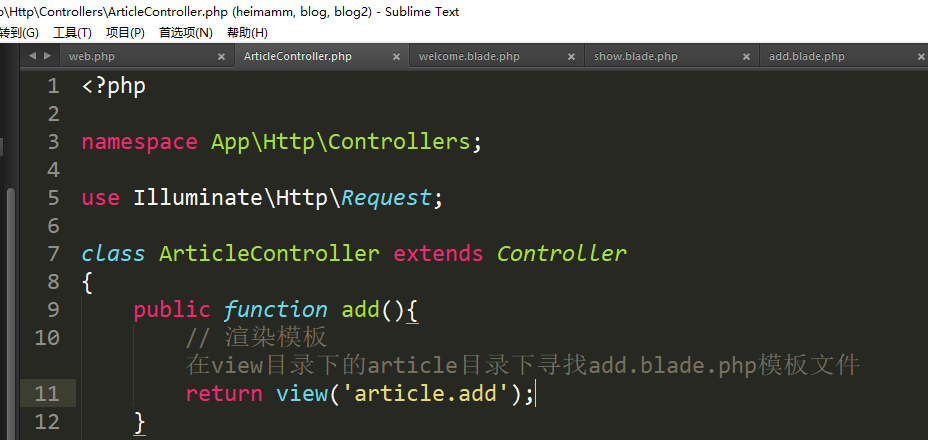 p\Http\Controllers\ArticleController.php (heimamm, blog, blog2) - Sublime Text
转到(G) 工具(T) 项目(P) 首选项(N) 帮助(H)
web.php × ArticleController.php × welcome.blade.php × show.blade.php × add.blade.php ×
1 <?php
2
3 namespace App\Http\Controllers;
4
5 use Illuminate\Http\Request;
6
7 class ArticleController extends Controller
8 {
9 public function add(){
10 // 渲染模板
在view目录下的article目录下寻找add.blade.php模板文件
11 return view('article.add');
12 }